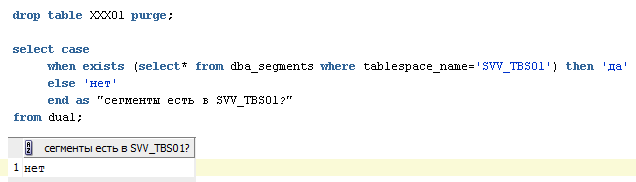 drop table XXX01 purge;
select case
when exists (select* from dba_segments where tablespace_name='SVV_TBS01') then 'да'
else 'нет'
end as "сегменты есть в SVV_TBS01?"
from dual;
сегменты есть в SVV_TBS01?
1 нет